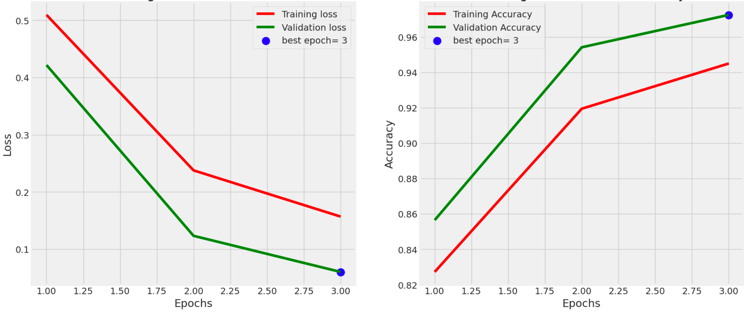 Training loss
Validation loss
best epoch= 3
0.5
0.4
0.3
0.2
0.1
Loss
1.00 1.25 1.50 1.75 2.00 2.25 2.50 2.75 3.00
Epochs
Training Accuracy
Validation Accuracy
best epoch= 3
0.96
0.94
0.92
0.90
0.88
0.86
0.84
0.82
Accuracy
1.00 1.25 1.50 1.75 2.00 2.25 2.50 2.75 3.00
Epochs